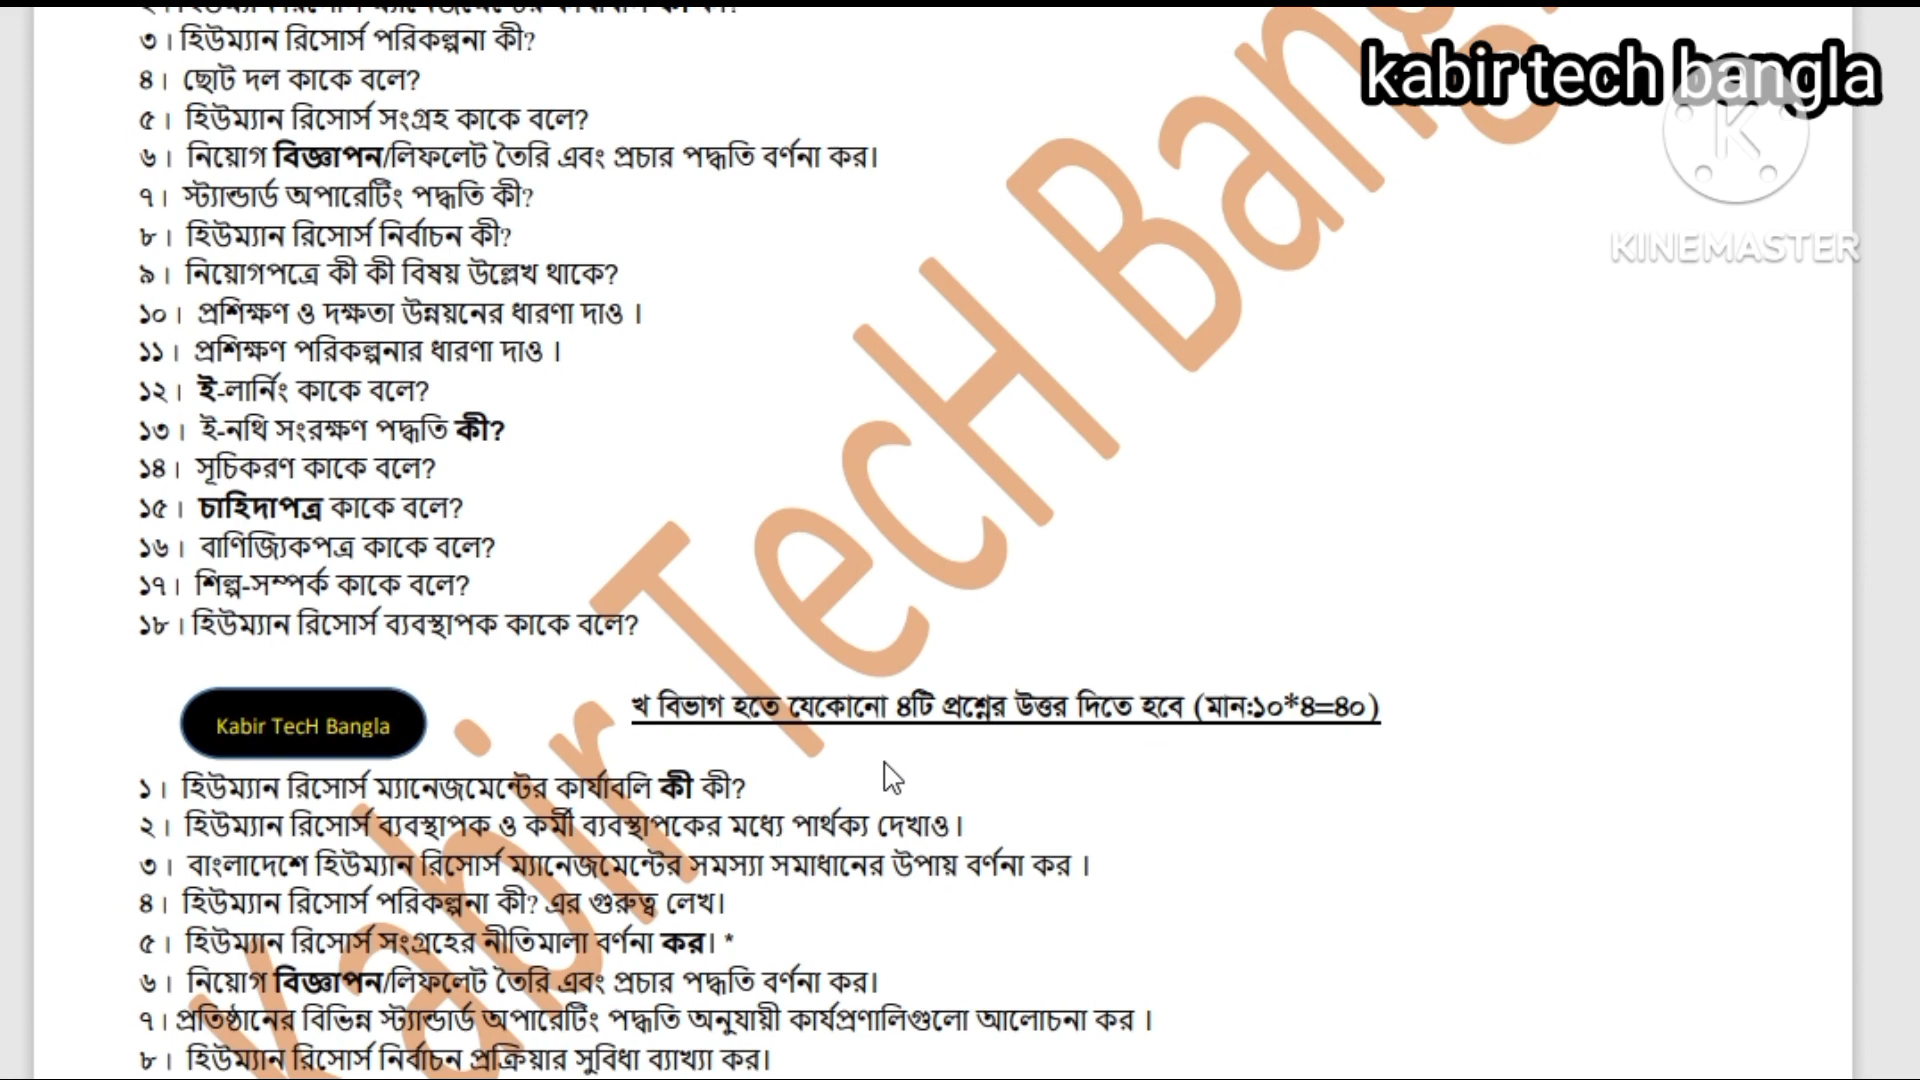 ৩। হিউম্যান রিসোর্স পরিকল্পনা কী?
৪। ছোট দল কাকে বলে?
৫। হিউম্যান রিসোর্স সংগ্রহ কাকে বলে?
৬। নিয়োগ বিজ্ঞাপন/লিফলেট তৈরি এবং প্রচার পদ্ধতি বর্ণনা কর।
৭। স্ট্যান্ডার্ড অপারেটিং পদ্ধতি কী?
৮। হিউম্যান রিসোর্স নির্বাচন কী?
৯। নিয়োগপত্রে কী কী বিষয় উল্লেখ থাকে?
১০। প্রশিক্ষণ ও দক্ষতা উন্নয়নের ধারণা দাও।
১১। প্রশিক্ষণ পরিকল্পনার ধারণা দাও।
১২। ই-লার্নিং কাকে বলে?
১৩। ই-নথি সংরক্ষণ পদ্ধতি কী?
১৪। সূচিকরণ কাকে বলে?
১৫। চাহিদাপত্র কাকে বলে?
১৬। বাণিজ্যিকপত্র কাকে বলে?
১৭। শিল্প-সম্পর্ক কাকে বলে?
১৮। হিউম্যান রিসোর্স ব্যবস্থাপক কাকে বলে?
kabir tech bangla
KINEMASTER
Kabir TecH Bangla
খ বিভাগ হতে যেকোনো ৪টি প্রশ্নের উত্তর দিতে হবে (মান:১০*৪=৪০)
১। হিউম্যান রিসোর্স ম্যানেজমেন্টের কার্যাবলি কী কী?
২। হিউম্যান রিসোর্স ব্যবস্থাপক ও কর্মী ব্যবস্থাপকের মধ্যে পার্থক্য দেখাও।
৩। বাংলাদেশে হিউম্যান রিসোর্স ম্যানেজমেন্টের সমস্যা সমাধানের উপায় বর্ণনা কর।
৪। হিউম্যান রিসোর্স পরিকল্পনা কী? এর গুরুত্ব লেখ।
৫। হিউম্যান রিসোর্স সংগ্রহের নীতিমালা বর্ণনা কর। *
৬। নিয়োগ বিজ্ঞাপন/লিফলেট তৈরি এবং প্রচার পদ্ধতি বর্ণনা কর।
৭। প্রতিষ্ঠানের বিভিন্ন স্ট্যান্ডার্ড অপারেটিং পদ্ধতি অনুযায়ী কার্যপ্রণালিগুলো আলোচনা কর।
৮। হিউম্যান রিসোর্স নির্বাচন প্রক্রিয়ার সুবিধা ব্যাখ্যা কর।
Kabir TecH Bang